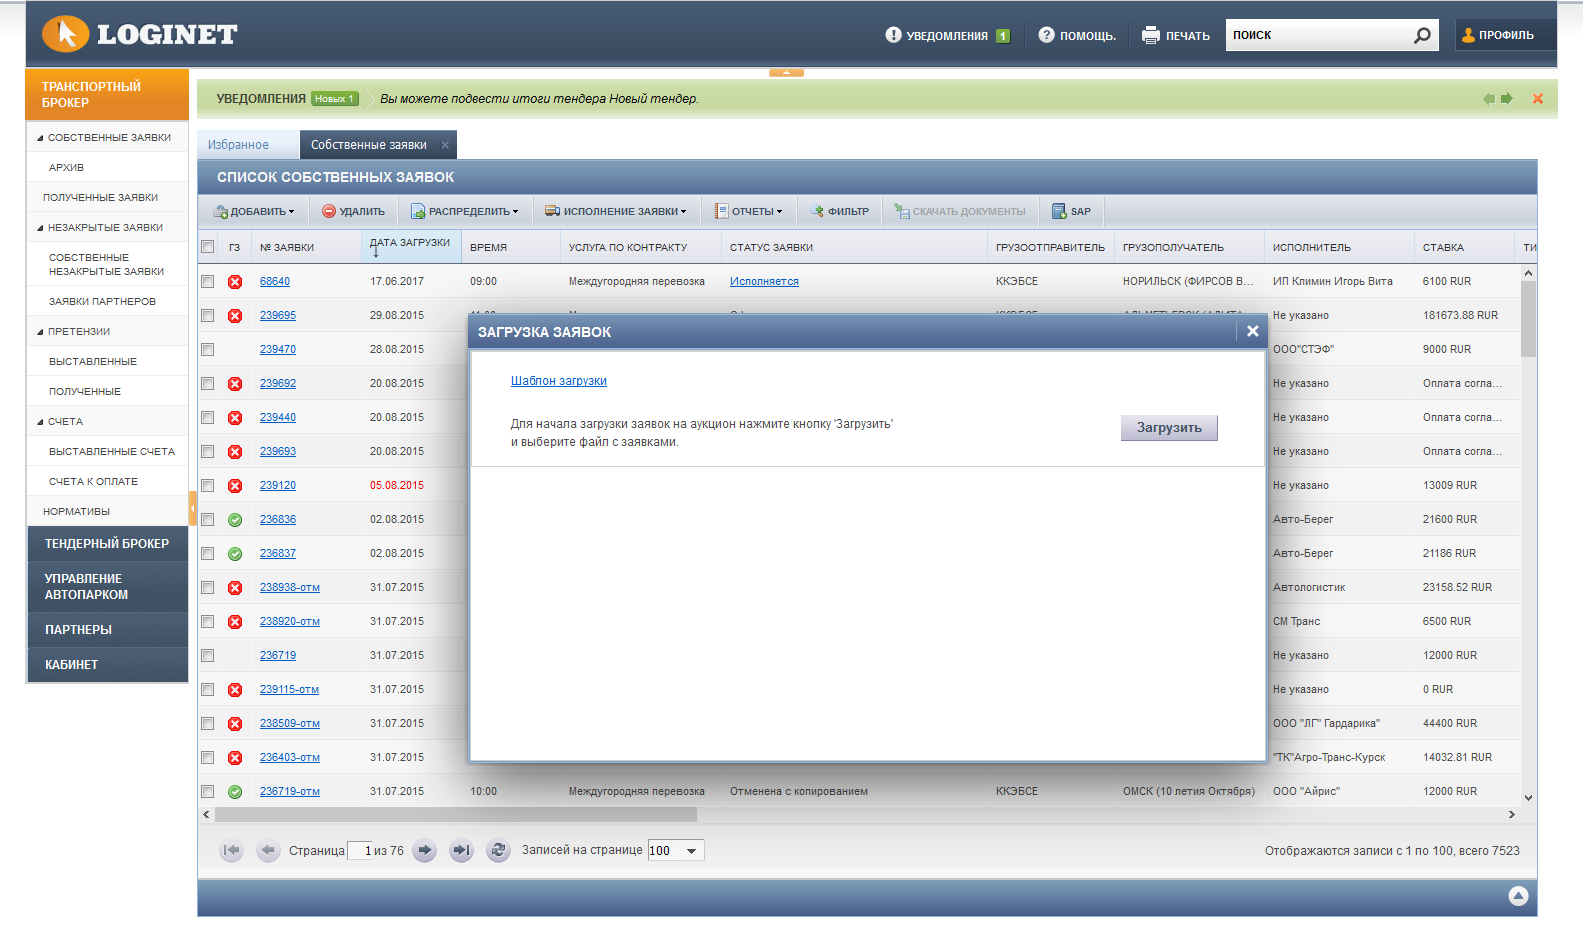 LOGINET
УВЕДОМЛЕНИЯ 1
ПОМОЩЬ.
ПЕЧАТЬ
ПОИСК
ПРОФИЛЬ
ТРАНСПОРТНЫЙ
БРОКЕР
СОБСТВЕННЫЕ ЗАЯВКИ
АРХИВ
ПОЛУЧЕННЫЕ ЗАЯВКИ
НЕЗАКРЫТЫЕ ЗАЯВКИ
СОБСТВЕННЫЕ
НЕЗАКРЫТЫЕ ЗАЯВКИ
ЗАЯВКИ ПАРТНЕРОВ
ПРЕТЕНЗИИ
ВЫСТАВЛЕННЫЕ
ПОЛУЧЕННЫЕ
СЧЕТА
ВЫСТАВЛЕННЫЕ СЧЕТА
СЧЕТА К ОПЛАТЕ
НОРМАТИВЫ
ТЕНДЕРНЫЙ БРОКЕР
УПРАВЛЕНИЕ
АВТОПАРКОМ
ПАРТНЕРЫ
КАБИНЕТ
УВЕДОМЛЕНИЯ Новых 1 Вы можете подвести итоги тендера Новый тендер.
Избранное Собственные заявки
СПИСОК СОБСТВЕННЫХ ЗАЯВОК
ДОБАВИТЬ УДАЛИТЬ РАСПРЕДЕЛИТЬ ИСПОЛНЕНИЕ ЗАЯВКИ ОТЧЕТЫ ФИЛЬТР СКАЧАТЬ ДОКУМЕНТЫ SAP
ГЗ № ЗАЯВКИ ДАТА ЗАГРУЗКИ ВРЕМЯ УСЛУГА ПО КОНТРАКТУ СТАТУС ЗАЯВКИ ГРУЗООТПРАВИТЕЛЬ ГРУЗОПОЛУЧАТЕЛЬ ИСПОЛНИТЕЛЬ СТАВКА ТИ
68640 17.06.2017 09:00 Междугородняя перевозка Исполняется ККЭБСЕ НОРИЛЬСК (ФИРСОВ В... ИП Климин Игорь Вита 6100 RUR
239695 29.08.2015 Не указано 181673.88 RUR
239470 28.08.2015 ООО"СТЭФ" 9000 RUR
239692 20.08.2015 Не указано Оплата согла...
239440 20.08.2015 Не указано Оплата согла...
239693 20.08.2015 Не указано Оплата согла...
239120 05.08.2015 Не указано 13009 RUR
236836 02.08.2015 Авто-Берег 21600 RUR
236837 02.08.2015 Авто-Берег 21186 RUR
238938-отм 31.07.2015 Автологистик 23158.52 RUR
238920-отм 31.07.2015 СМ Транс 6500 RUR
236719 31.07.2015 Не указано 12000 RUR
239115-отм 31.07.2015 Не указано 0 RUR
238509-отм 31.07.2015 ООО "ЛГ" Гардарика" 44400 RUR
236403-отм 31.07.2015 "ТК"Агро-Транс-Курск 14032.81 RUR
236719-отм 31.07.2015 10:00 Междугородняя перевозка Отменена с копированием ККЭБСЕ ОМСК (10 летия Октября) ООО "Айрис" 12000 RUR
ЗАГРУЗКА ЗАЯВОК
Шаблон загрузки
Для начала загрузки заявок на аукцион нажмите кнопку 'Загрузить'
и выберите файл с заявками.
Загрузить
Страница 1 из 76 Записей на странице 100 Отображаются записи с 1 по 100, всего 7523